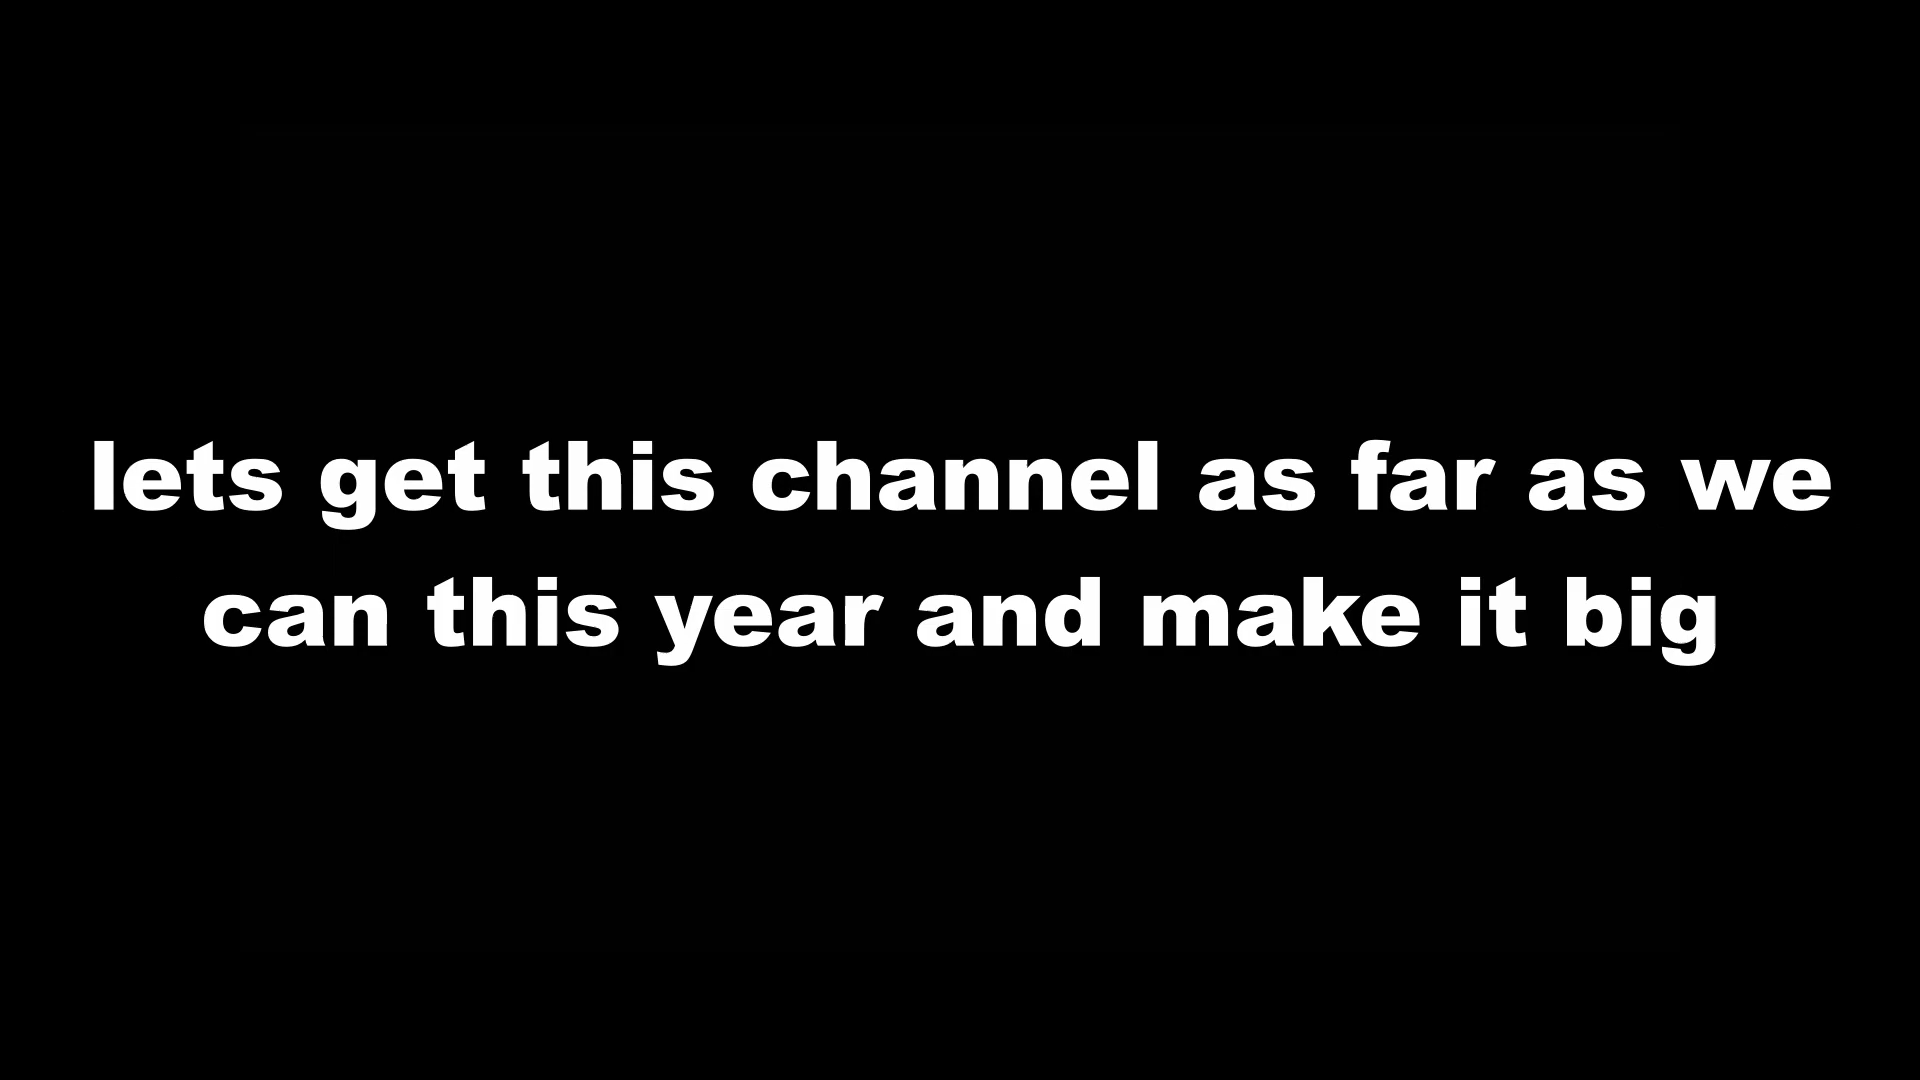 lets get this channel as far as we
can this year and make it big